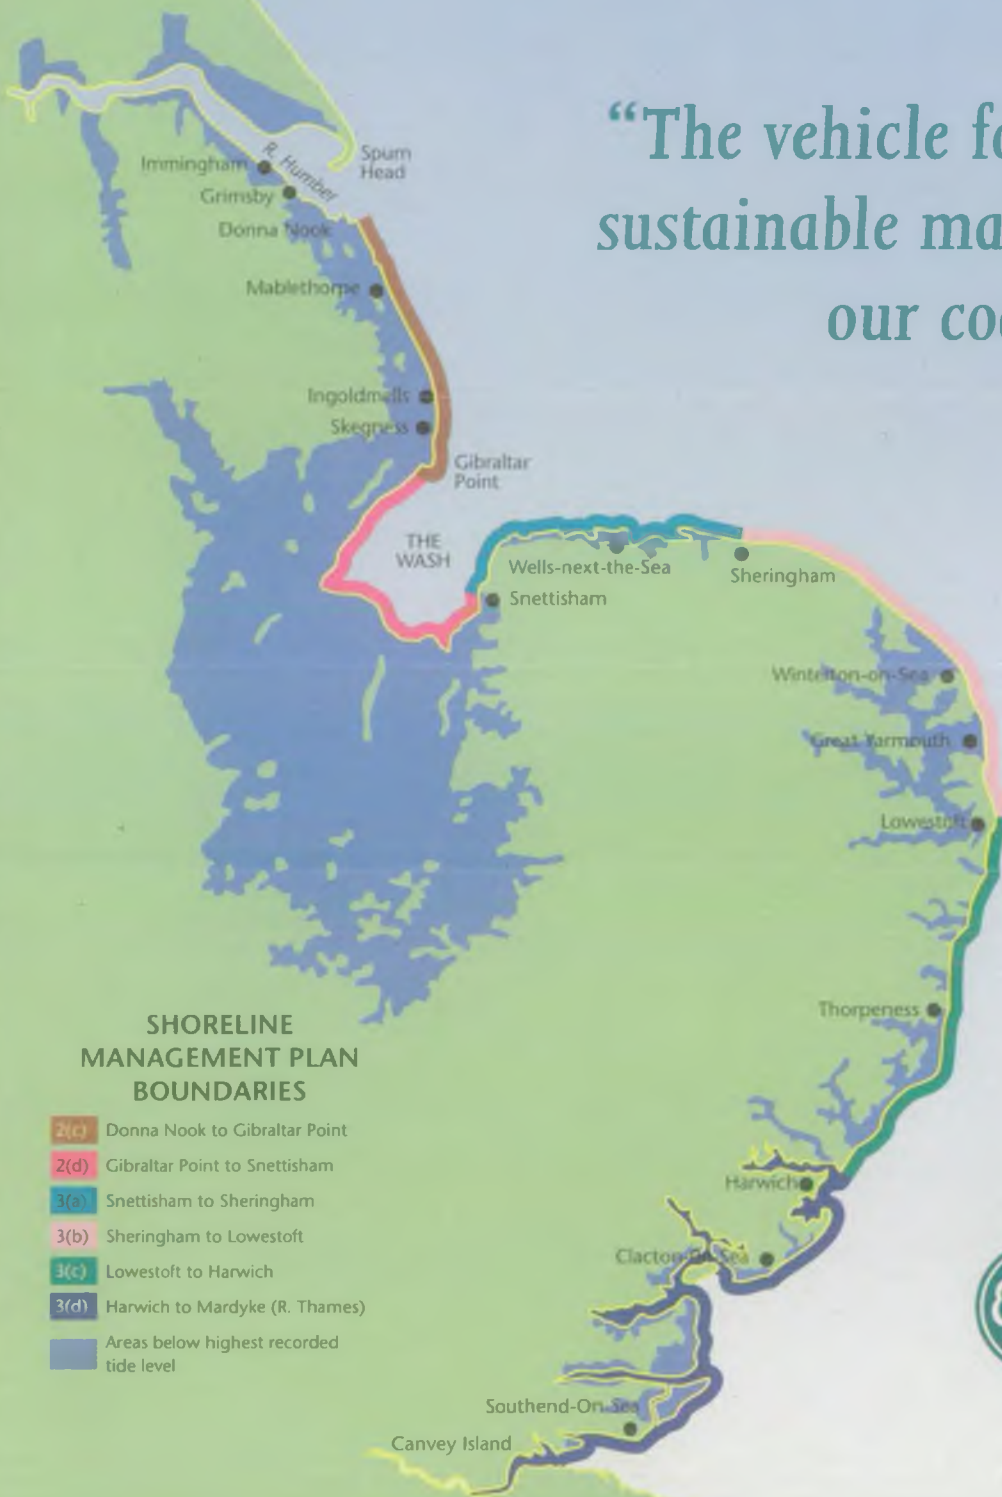 "The vehicle fo
sustainable ma
our co
Spurn
Head
R. Humber
Immingham
Grimsby
Donna Nook
Mablethorpe
Ingoldmells
Skegness
Gibraltar
Point
THE
WASH
Wells-next-the-Sea
Sheringham
Snettisham
Winterton-on-Sea
Great Yarmouth
Lowestoft
Thorpeness
SHORELINE
MANAGEMENT PLAN
BOUNDARIES
2(c) Donna Nook to Gibraltar Point
2(d) Gibraltar Point to Snettisham
3(a) Snettisham to Sheringham
3(b) Sheringham to Lowestoft
3(c) Lowestoft to Harwich
3(d) Harwich to Mardyke (R. Thames)
Areas below highest recorded
tide level
Harwich
Clacton-On-Sea
Southend-On-Sea
Canvey Island